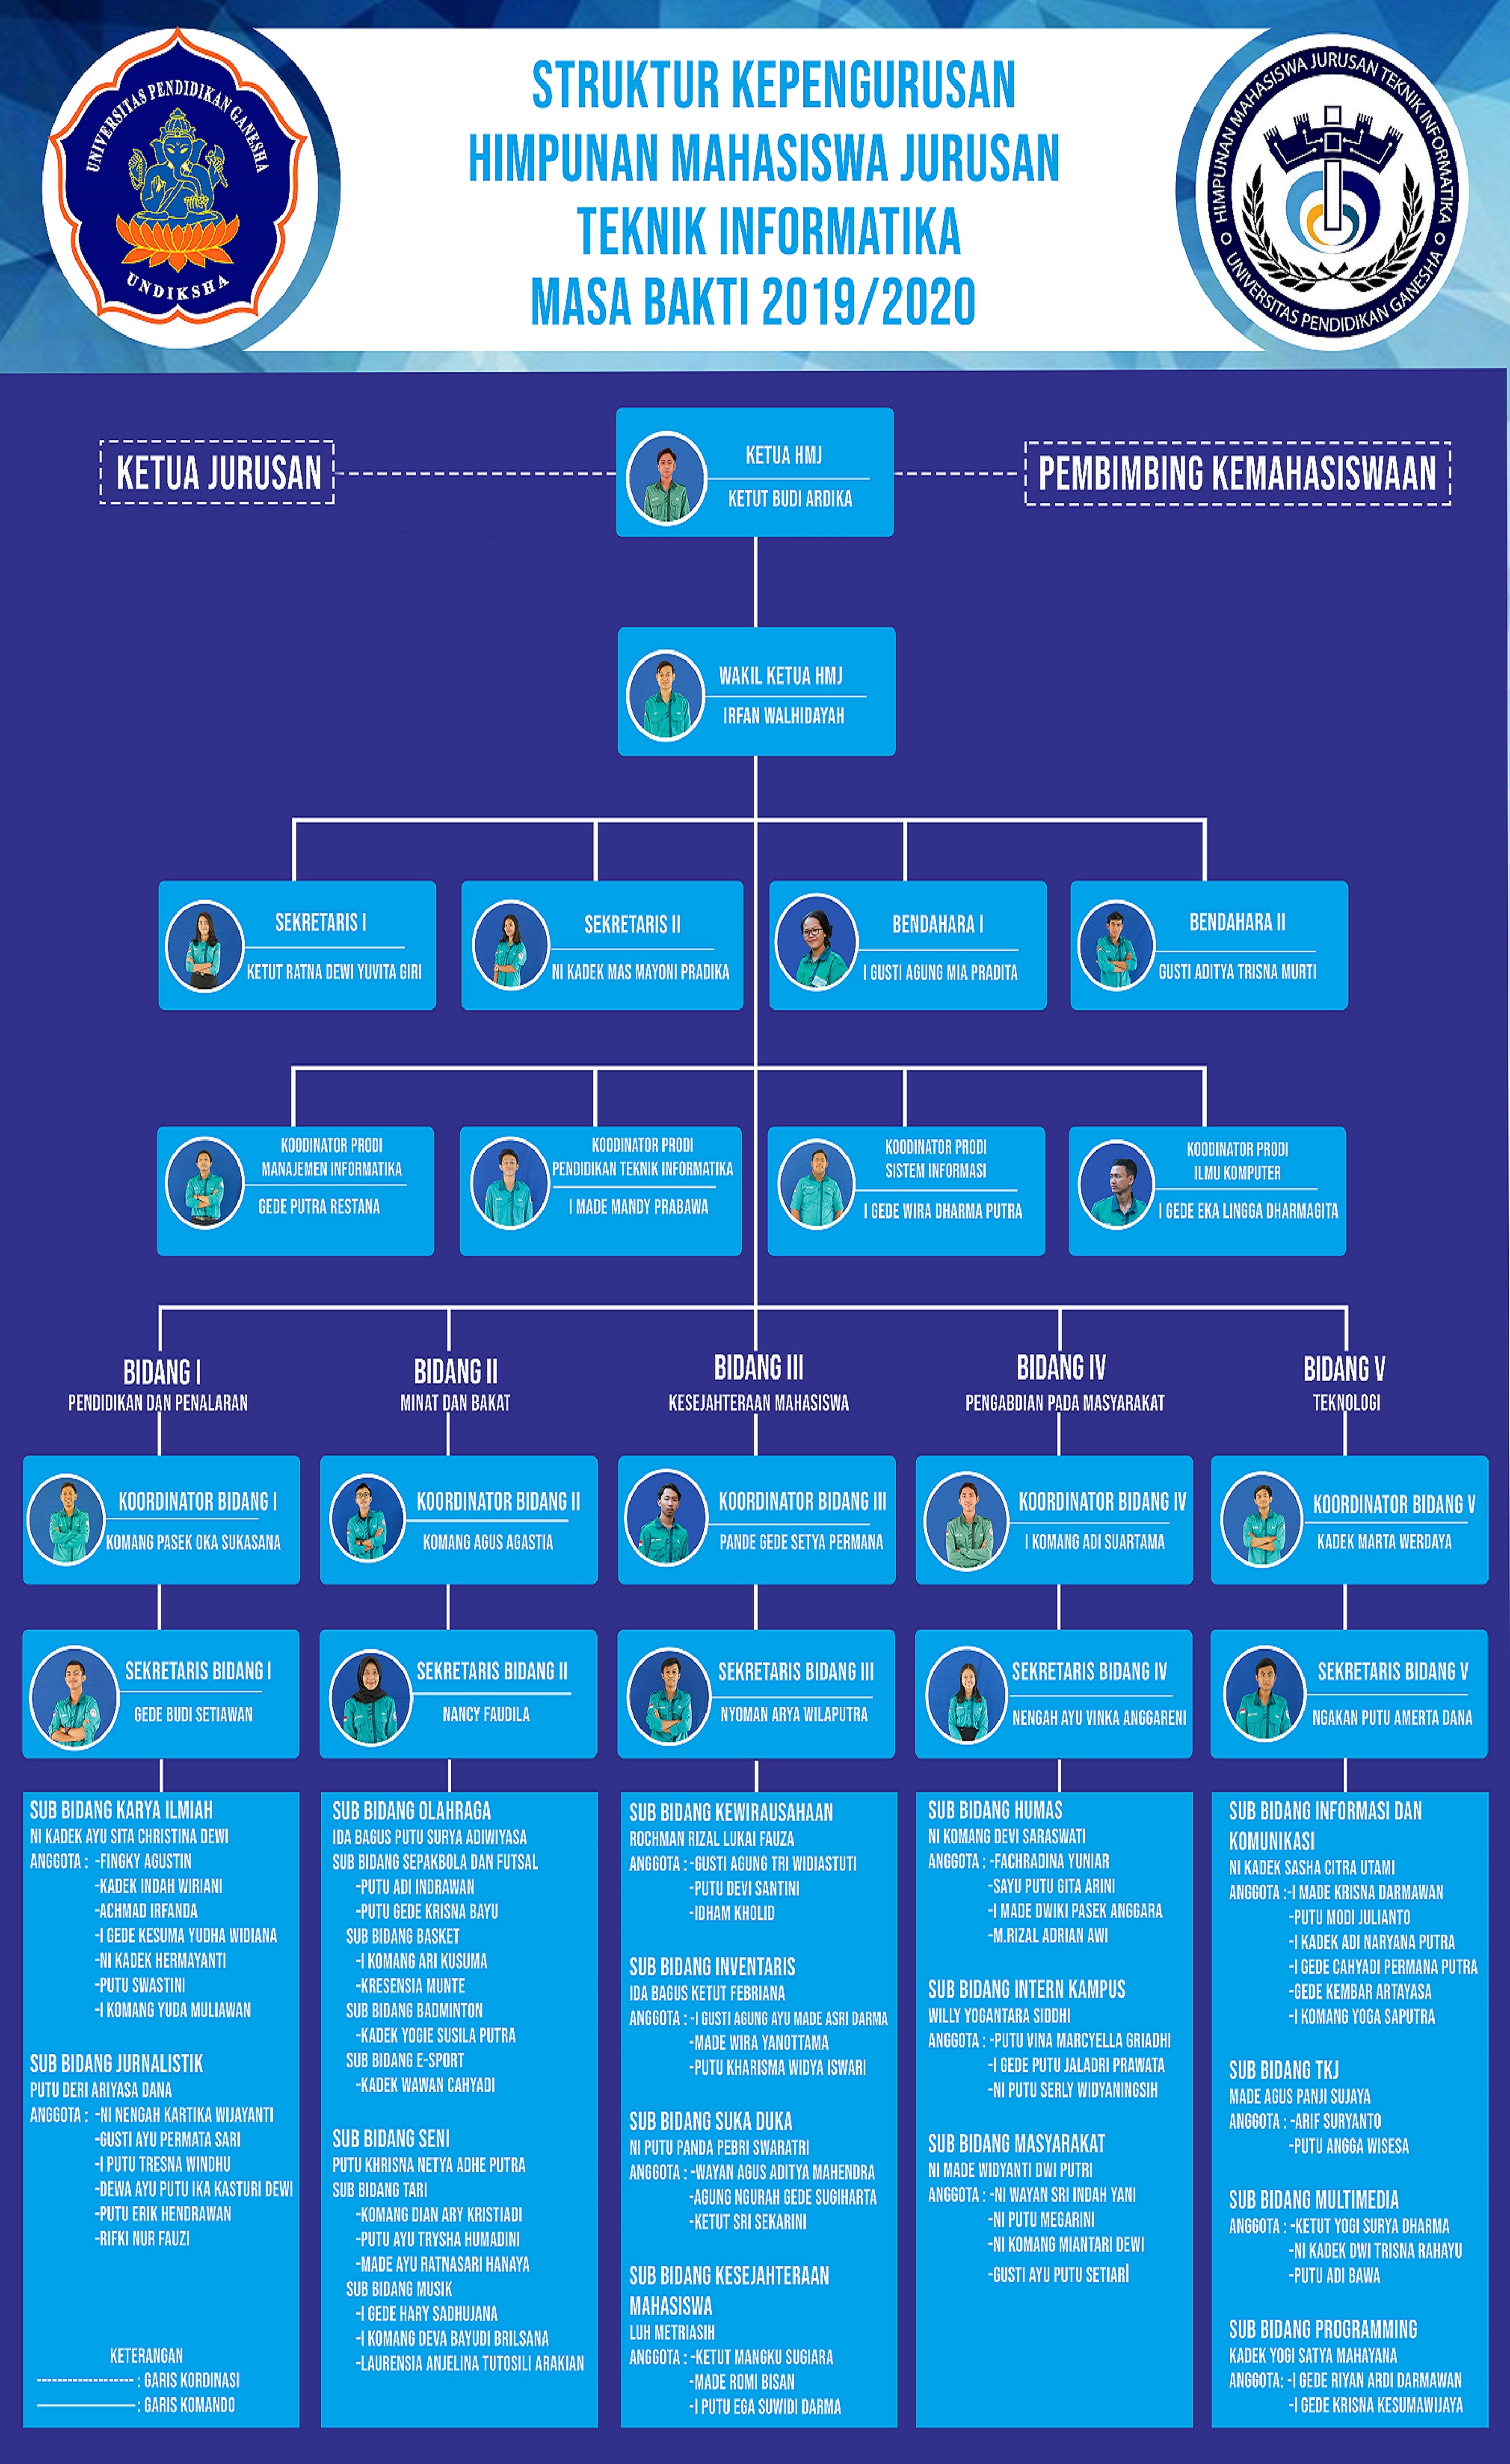 UNIVERSITAS PENDIDIKAN GANESHA
UNDIKSHA
STRUKTUR KEPENGURUSAN
HIMPUNAN MAHASISWA JURUSAN
TEKNIK INFORMATIKA
MASA BAKTI 2019/2020
HIMPUNAN MAHASISWA JURUSAN TEKNIK INFORMATIKA
UNIVERSITAS PENDIDIKAN GANESHA
KETUA JURUSAN
KETUA HMJ
KETUT BUDI ARDIKA
PEMBIMBING KEMAHASISWAAN
WAKIL KETUA HMJ
IRFAN WALHIDAYAH
SEKRETARIS I
KETUT RATNA DEWI YUVITA GIRI
SEKRETARIS II
NI KADEK MAS MAYONI PRADIKA
BENDAHARA I
I GUSTI AGUNG MIA PRADITA
BENDAHARA II
GUSTI ADITYA TRISNA MURTI
KOODINATOR PRODI
MANAJEMEN INFORMATIKA
GEDE PUTRA RESTANA
KOODINATOR PRODI
PENDIDIKAN TEKNIK INFORMATIKA
I MADE MANDY PRABAWA
KOODINATOR PRODI
SISTEM INFORMASI
I GEDE WIRA DHARMA PUTRA
KOODINATOR PRODI
ILMU KOMPUTER
I GEDE EKA LINGGA DHARMAGITA
BIDANG I
PENDIDIKAN DAN PENALARAN
KOORDINATOR BIDANG I
KOMANG PASEK OKA SUKASANA
SEKRETARIS BIDANG I
GEDE BUDI SETIAWAN
SUB BIDANG KARYA ILMIAH
NI KADEK AYU SITA CHRISTINA DEWI
ANGGOTA : -FINGKY AGUSTIN
-KADEK INDAH WIRIANI
-ACHMAD IRFANDA
-I GEDE KESUMA YUDHA WIDIANA
-NI KADEK HERMAYANTI
-PUTU SWASTINI
-I KOMANG YUDA MULIAWAN
SUB BIDANG JURNALISTIK
PUTU DERI ARIYASA DANA
ANGGOTA : -NI NENGAH KARTIKA WIJAYANTI
-GUSTI AYU PERMATA SARI
-I PUTU TRESNA WINDHU
-DEWA AYU PUTU IKA KASTURI DEWI
-PUTU ERIK HENDRAWAN
-RIFKI NUR FAUZI
KETERANGAN
-------------------- : GARIS KORDINASI
: GARIS KOMANDO
BIDANG II
MINAT DAN BAKAT
KOORDINATOR BIDANG II
KOMANG AGUS AGASTIA
SEKRETARIS BIDANG II
NANCY FAUDILA
SUB BIDANG OLAHRAGA
IDA BAGUS PUTU SURYA ADIWIYASA
SUB BIDANG SEPAKBOLA DAN FUTSAL
-PUTU ADI INDRAWAN
-PUTU GEDE KRISNA BAYU
SUB BIDANG BASKET
-I KOMANG ARI KUSUMA
-KRESENSIA MUNTE
SUB BIDANG BADMINTON
-KADEK YOGIE SUSILA PUTRA
SUB BIDANG E-SPORT
-KADEK WAWAN CAHYADI
SUB BIDANG SENI
PUTU KHRISNA NETYA ADHE PUTRA
SUB BIDANG TARI
-KOMANG DIAN ARY KRISTIADI
-PUTU AYU TRYSHA HUMADINI
-MADE AYU RATNASARI HANAYA
SUB BIDANG MUSIK
-I GEDE HARY SADHUJANA
-I KOMANG DEVA BAYUDI BRILSANA
-LAURENSIA ANJELINA TUTOSILI ARAKIAN
BIDANG III
KESEJAHTERAAN MAHASISWA
KOORDINATOR BIDANG III
PANDE GEDE SETYA PERMANA
SEKRETARIS BIDANG III
NYOMAN ARYA WILAPUTRA
SUB BIDANG KEWIRAUSAHAAN
ROCHMAN RIZAL LUKAI FAUZA
ANGGOTA : -GUSTI AGUNG TRI WIDIASTUTI
-PUTU DEVI SANTINI
-IDHAM KHOLID
SUB BIDANG INVENTARIS
IDA BAGUS KETUT FEBRIANA
ANGGOTA : -I GUSTI AGUNG AYU MADE ASRI DARMA
-MADE WIRA YANOTTAMA
-PUTU KHARISMA WIDYA ISWARI
SUB BIDANG SUKA DUKA
NI PUTU PANDA PEBRI SWARATRI
ANGGOTA : -WAYAN AGUS ADITYA MAHENDRA
-AGUNG NGURAH GEDE SUGIHARTA
-KETUT SRI SEKARINI
SUB BIDANG KESEJAHTERAAN
MAHASISWA
LUH METRIASIH
ANGGOTA : -KETUT MANGKU SUGIARA
-MADE ROMI BISAN
-I PUTU EGA SUWIDI DARMA
BIDANG IV
PENGABDIAN PADA MASYARAKAT
KOORDINATOR BIDANG IV
I KOMANG ADI SUARTAMA
SEKRETARIS BIDANG IV
NENGAH AYU VINKA ANGGARENI
SUB BIDANG HUMAS
NI KOMANG DEVI SARASWATI
ANGGOTA : -FACHRADINA YUNIAR
-SAYU PUTU GITA ARINI
-I MADE DWIKI PASEK ANGGARA
-M.RIZAL ADRIAN AWI
SUB BIDANG INTERN KAMPUS
WILLY YOGANTARA SIDDHI
ANGGOTA : -PUTU VINA MARCYELLA GRIADHI
-I GEDE PUTU JALADRI PRAWATA
-NI PUTU SERLY WIDYANINGSIH
SUB BIDANG MASYARAKAT
NI MADE WIDYANTI DWI PUTRI
ANGGOTA : -NI WAYAN SRI INDAH YANI
-NI PUTU MEGARINI
-NI KOMANG MIANTARI DEWI
-GUSTI AYU PUTU SETIARI
BIDANG V
TEKNOLOGI
KOORDINATOR BIDANG V
KADEK MARTA WERDAYA
SEKRETARIS BIDANG V
NGAKAN PUTU AMERTA DANA
SUB BIDANG INFORMASI DAN
KOMUNIKASI
NI KADEK SASHA CITRA UTAMI
ANGGOTA :-I MADE KRISNA DARMAWAN
-PUTU MODI JULIANTO
-I KADEK ADI NARYANA PUTRA
-I GEDE CAHYADI PERMANA PUTRA
-GEDE KEMBAR ARTAYASA
-I KOMANG YOGA SAPUTRA
SUB BIDANG TKJ
MADE AGUS PANJI SUJAYA
ANGGOTA : -ARIF SURYANTO
-PUTU ANGGA WISESA
SUB BIDANG MULTIMEDIA
ANGGOTA : -KETUT YOGI SURYA DHARMA
-NI KADEK DWI TRISNA RAHAYU
-PUTU ADI BAWA
SUB BIDANG PROGRAMMING
KADEK YOGI SATYA MAHAYANA
ANGGOTA: -I GEDE RIYAN ARDI DARMAWAN
-I GEDE KRISNA KESUMAWIJAYA